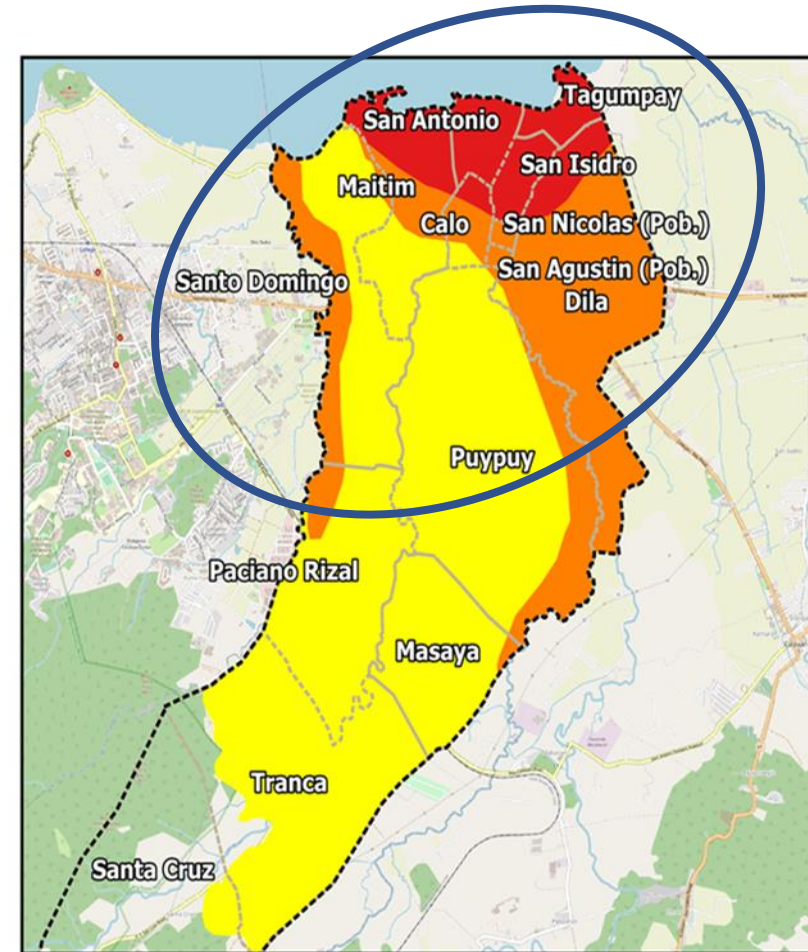 Tagumpay
San Antonio
San Isidro
Maitim
Calo
San Nicolas (Pob.)
San Agustin (Pob.)
Santo Domingo
Dila
Puypuy
Paciano Rizal
Masaya
Tranca
Santa Cruz